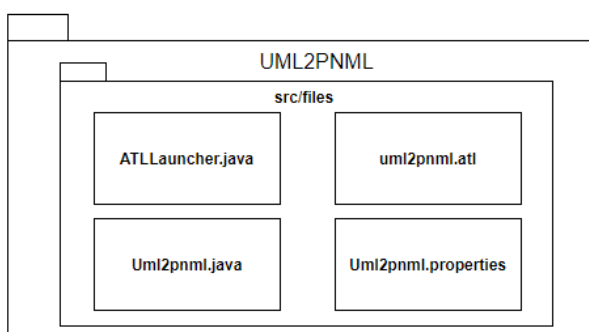 UML2PNML
src/files
ATLLauncher.java
uml2pnml.atl
Uml2pnml.java
Uml2pnml.properties